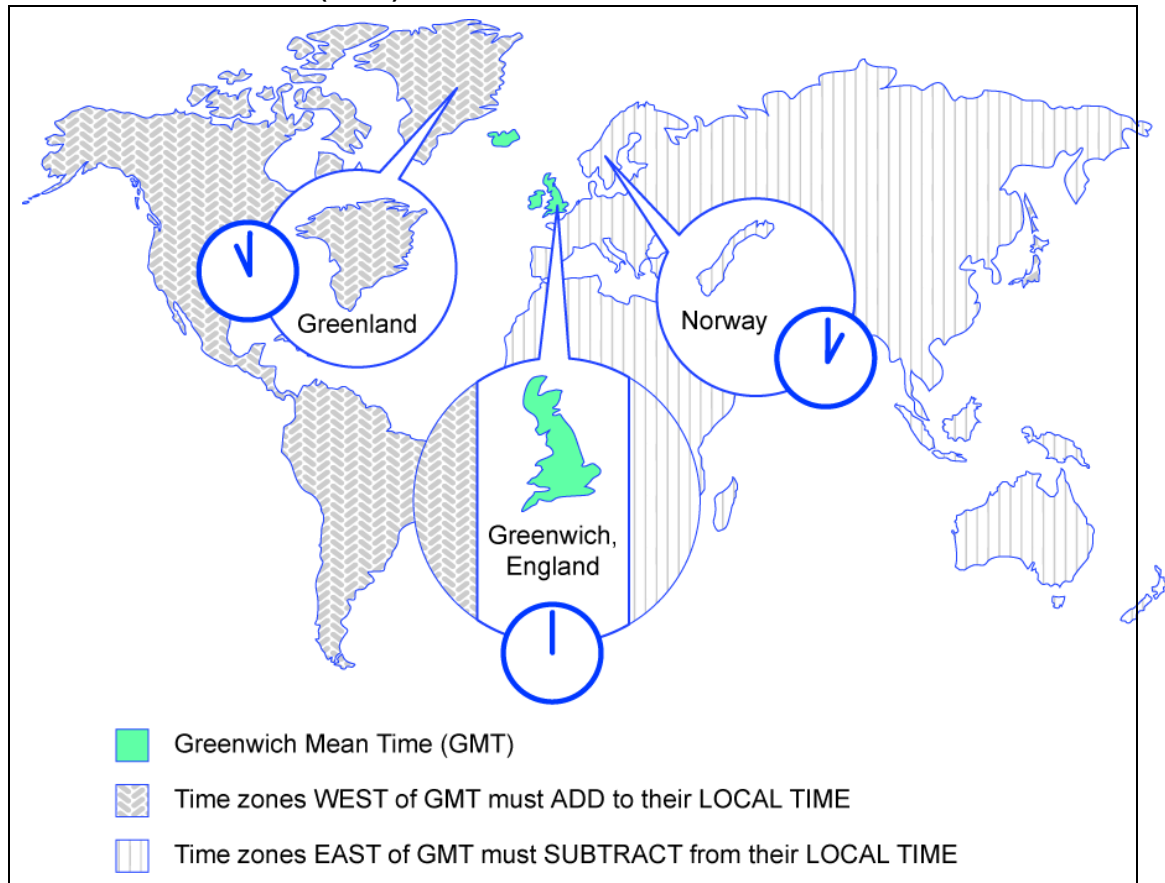 Greenland
Norway
Greenwich,
England
Greenwich Mean Time (GMT)
Time zones WEST of GMT must ADD to their LOCAL TIME
Time zones EAST of GMT must SUBTRACT from their LOCAL TIME